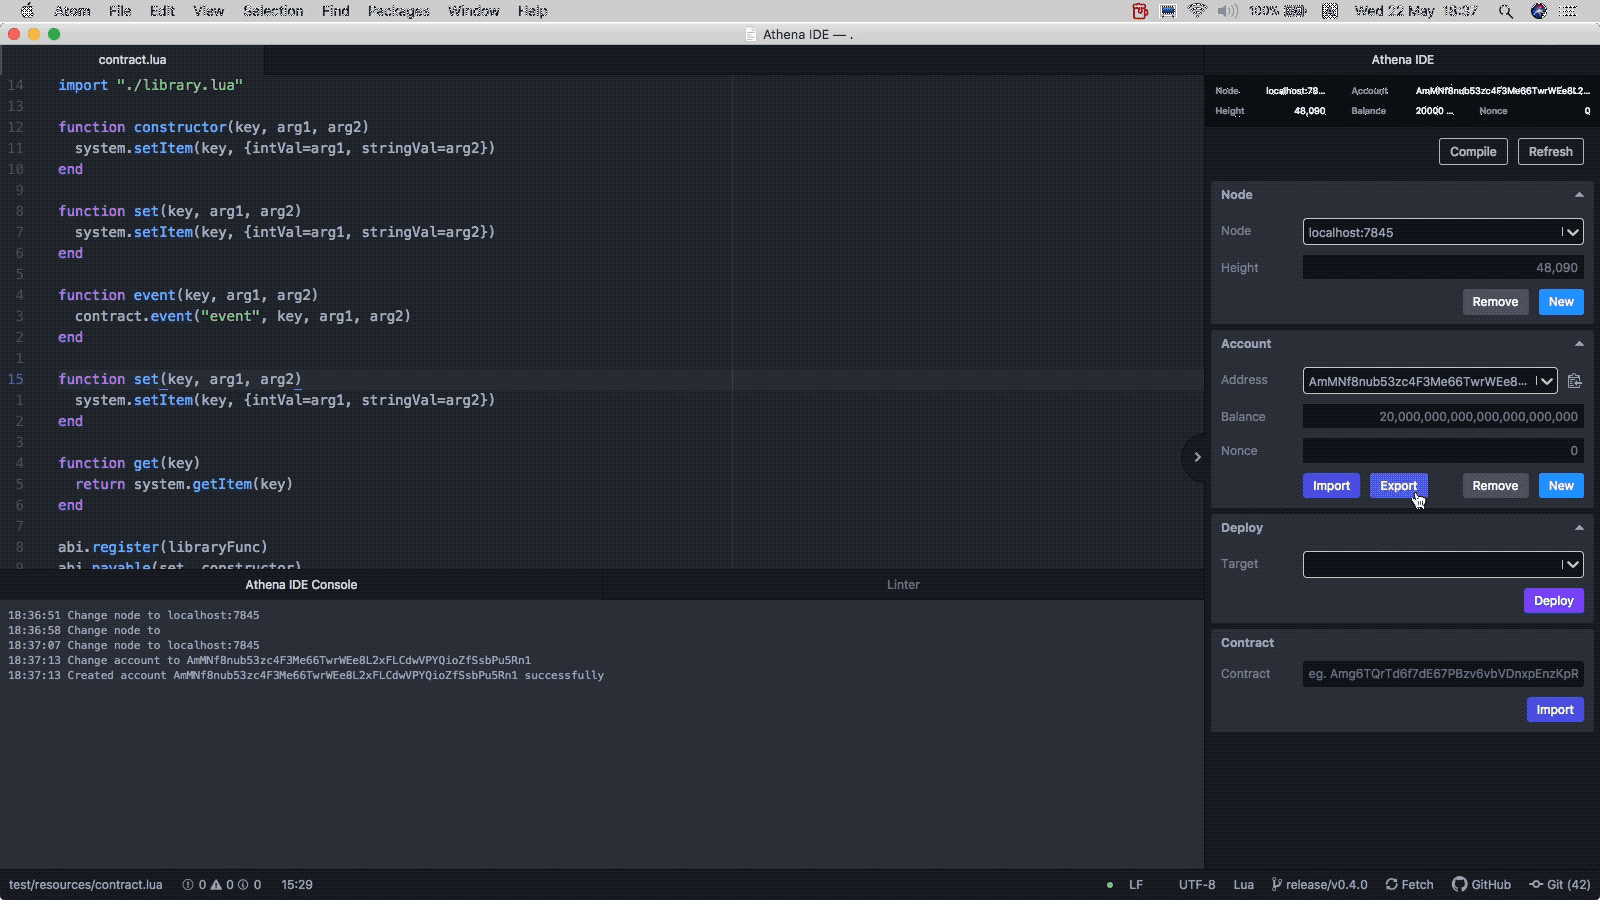 Atom File Edit View Selection Find Packages Window Help 100% Wed 22 May 18:37
Athena IDE — .
contract.lua
14 import "./library.lua"
13
12 function constructor(key, arg1, arg2)
11 system.setItem(key, {intVal=arg1, stringVal=arg2})
10 end
9
8 function set(key, arg1, arg2)
7 system.setItem(key, {intVal=arg1, stringVal=arg2})
6 end
5
4 function event(key, arg1, arg2)
3 contract.event("event", key, arg1, arg2)
2 end
1
15 function set(key, arg1, arg2)
1 system.setItem(key, {intVal=arg1, stringVal=arg2})
2 end
3
4 function get(key)
5 return system.getItem(key)
6 end
7
8 abi.register(libraryFunc)
9 abi.payable(set, constructor)
Athena IDE Console Linter
18:36:51 Change node to localhost:7845
18:36:58 Change node to
18:37:07 Change node to localhost:7845
18:37:13 Change account to AmMNf8nub53zc4F3Me66TwrWEe8L2xFLCdwVPYQioZfSsbPu5Rn1
18:37:13 Created account AmMNf8nub53zc4F3Me66TwrWEe8L2xFLCdwVPYQioZfSsbPu5Rn1 successfully
Athena IDE
Node localhost:78... Account AmMNf8nub53zc4F3Me66TwrWEe8L2...
Height 48,090 Balance 20000 ... Nonce 0
Compile Refresh
Node
Node localhost:7845
Height 48,090
Remove New
Account
Address AmMNf8nub53zc4F3Me66TwrWEe8...
Balance 20,000,000,000,000,000,000,000
Nonce 0
Import Export Remove New
Deploy
Target
Deploy
Contract
Contract eg. Amg6TQrTd6f7dE67PBzv6vbVDnxpEnzKpR
Import
test/resources/contract.lua 0 0 0 15:29 LF UTF-8 Lua release/v0.4.0 Fetch GitHub Git (42)